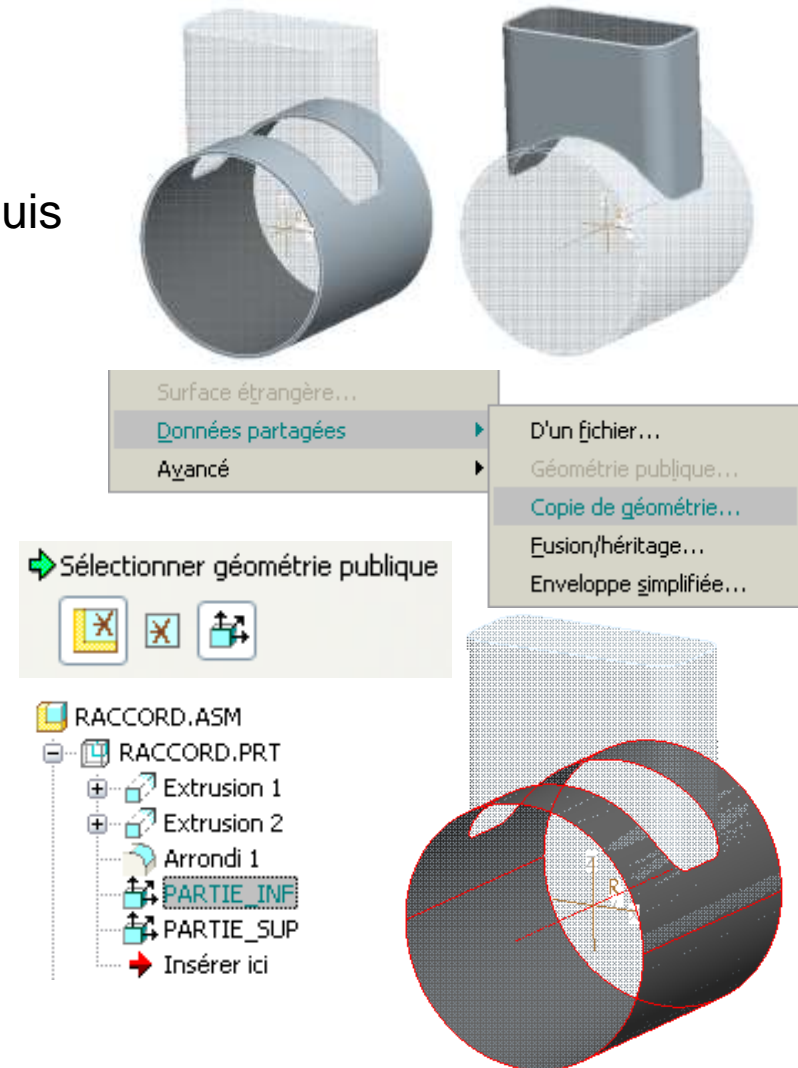 uis
Surface étrangère...
Données partagées
Avancé
D'un fichier...
Géométrie publique...
Copie de géométrie...
Fusion/héritage...
Enveloppe simplifiée...
Sélectionner géométrie publique
RACCORD.ASM
RACCORD.PRT
Extrusion 1
Extrusion 2
Arrondi 1
PARTIE_INF
PARTIE_SUP
Insérer ici
R